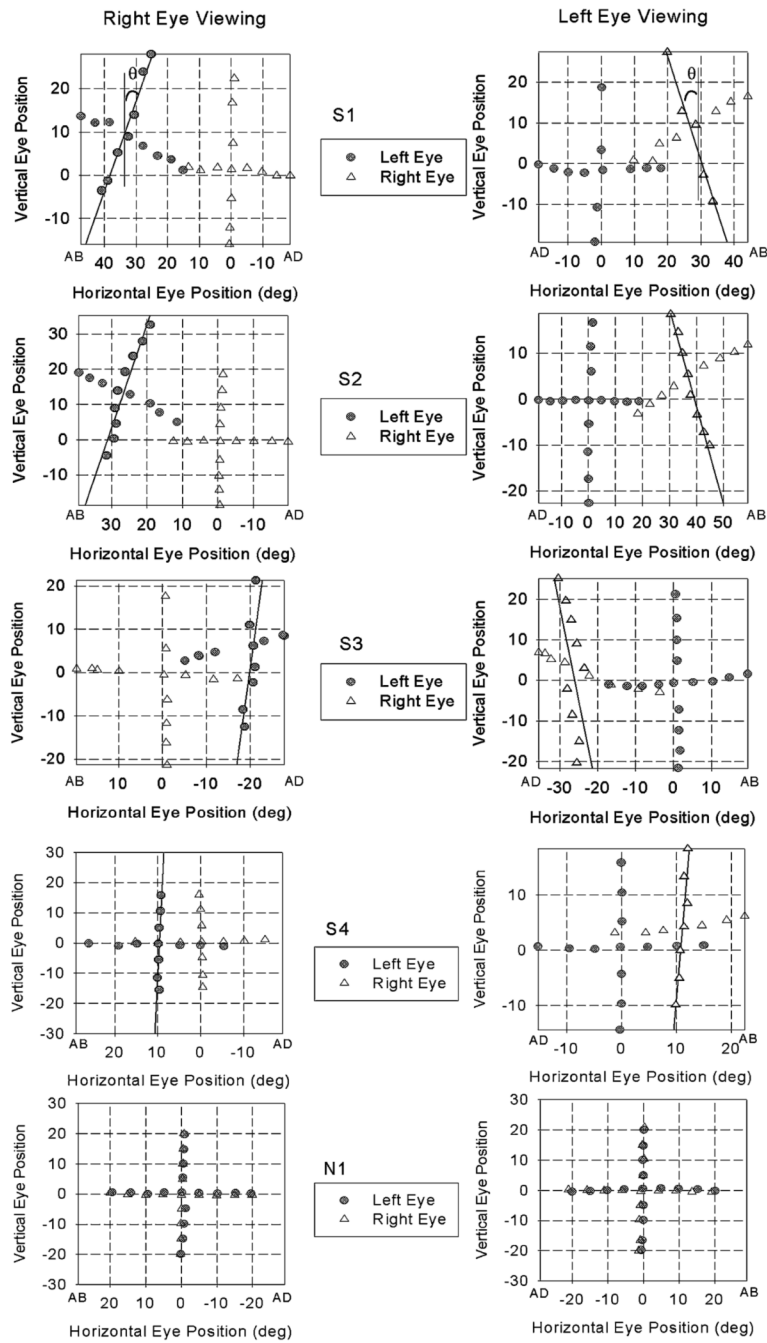 Right Eye Viewing
Left Eye Viewing
Vertical Eye Position
20
10
0
-10
θ
AB 40 30 20 10 0 -10 AD
Horizontal Eye Position (deg)
S1
Left Eye
Right Eye
Vertical Eye Position
20
10
0
-10
θ
AD -10 0 10 20 30 40 AB
Horizontal Eye Position (deg)
Vertical Eye Position
30
20
10
0
-10
AB 30 20 10 0 -10 AD
Horizontal Eye Position (deg)
S2
Left Eye
Right Eye
Vertical Eye Position
10
0
-10
-20
AD -10 0 10 20 30 40 50 AB
Horizontal Eye Position (deg)
Vertical Eye Position
20
10
0
-10
-20
AB 10 0 -10 -20 AD
Horizontal Eye Position (deg)
S3
Left Eye
Right Eye
Vertical Eye Position
20
10
0
-10
-20
AD -30 -20 -10 0 10 AB
Horizontal Eye Position (deg)
Vertical Eye Position
30
20
10
0
-10
-20
-30
AB 20 10 0 -10 AD
Horizontal Eye Position (deg)
S4
Left Eye
Right Eye
Vertical Eye Position
10
0
-10
AD -10 0 10 20 AB
Horizontal Eye Position (deg)
Vertical Eye Position
30
20
10
0
-10
-20
-30
AB 20 10 0 -10 -20 AD
Horizontal Eye Position (deg)
N1
Left Eye
Right Eye
Vertical Eye Position
30
20
10
0
-10
-20
-30
AD -20 -10 0 10 20 AB
Horizontal Eye Position (deg)